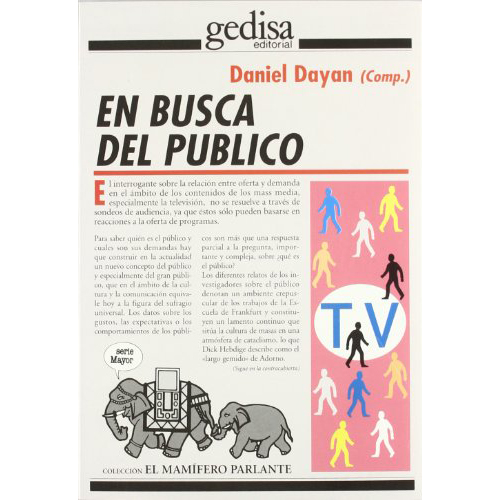 gedisa
editorial
Daniel Dayan (Comp.)
EN BUSCA
DEL PUBLICO
El interrogante sobre la relación entre oferta y demanda
en el ámbito de los contenidos de los mass media,
especialmente la televisión, no se resuelve a través de
sondeos de audiencia, ya que éstos sólo pueden basarse en
reacciones a la oferta de programas.
Para saber quién es el público y
cuales son sus demandas hay
que construir en la actualidad
un nuevo concepto del público y
especialmente del gran públi-
co, que en el ámbito de la cul-
tura y la comunicación equiva-
le hoy a la figura del sufragio
universal. Los datos sobre los
gustos, las expectativas o los
comportamientos de los públi-
cos son más que una respuesta
parcial a la pregunta, impor-
tante y compleja, sobre ¿qué es
el público?
Los diferentes relatos de los in-
vestigadores sobre el público
denotan un ambiente crepus-
cular de los trabajos de la Es-
cuela de Frankfurt y constitu-
yen un lamento continuo que
sitúa la cultura de masas en una
atmósfera de cataclismo, lo que
Dick Hebdige describe como el
«largo gemido» de Adorno.
(Sigue en la contracubierta)
TV
serie
Mayor
COLECCIÓN EL MAMÍFERO PARLANTE